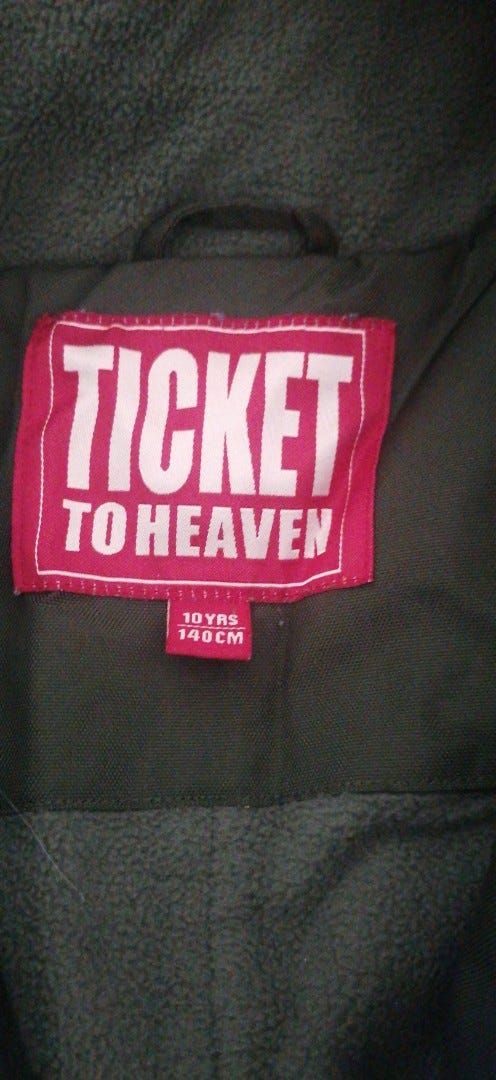 TICKET
TO HEAVEN
10 YRS
140 CM